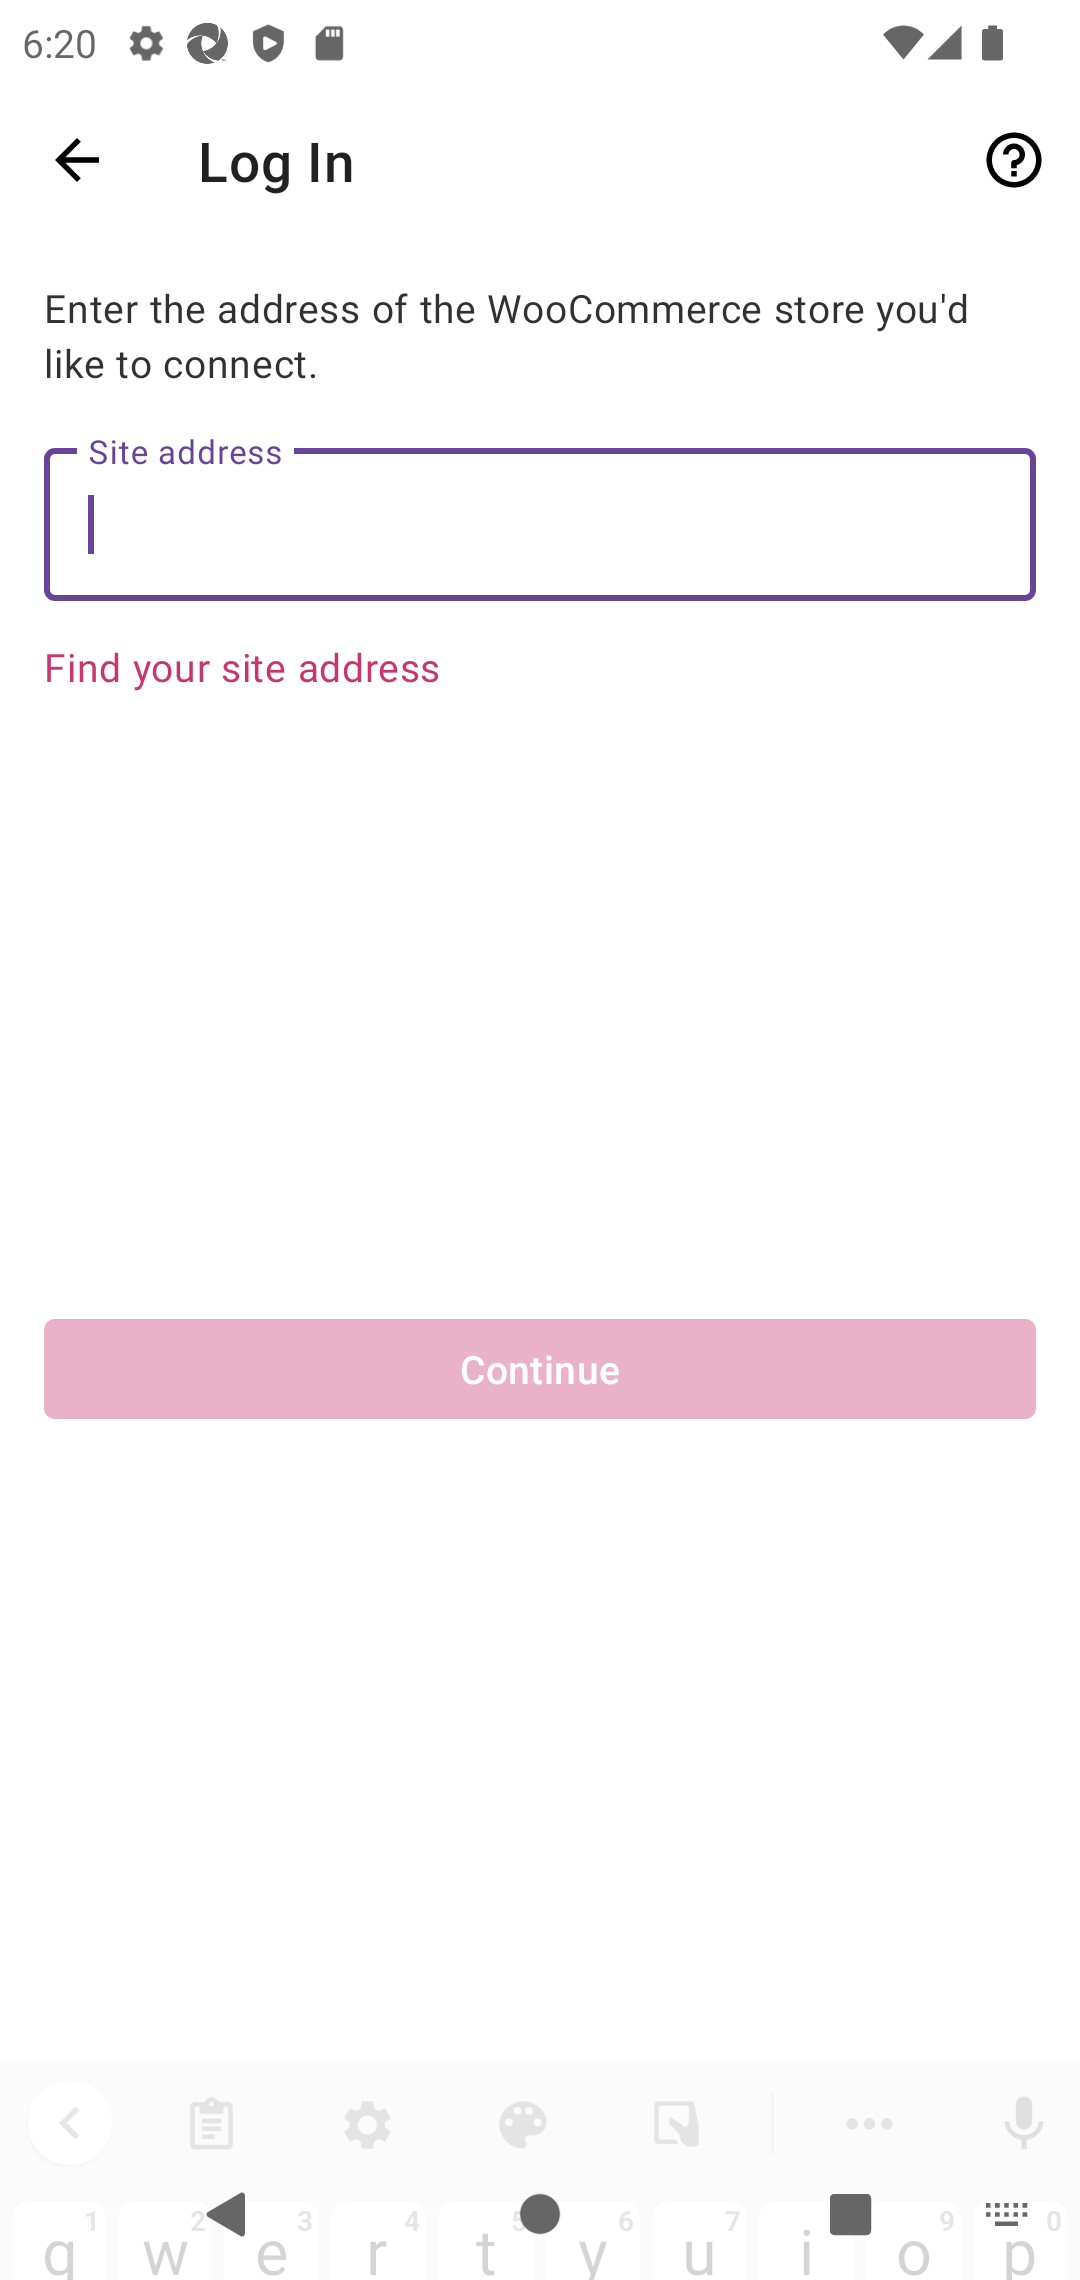 6:20
Log In
Enter the address of the WooCommerce store you'd
like to connect.
Site address
Find your site address
Continue
1 2 3 4 5 6 7 9 0
q w e r t y u i o p